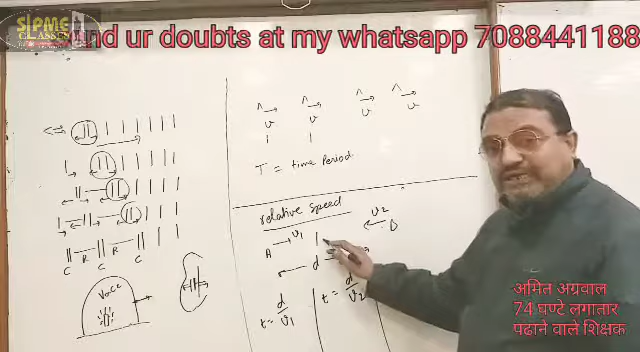 SIPME
CLASSES
nd ur doubts at my whatsapp 7088441188
v v v v
T = time Period
relative speed
A v1 v2 B
d
t = d/v1 t = d/v2
C R C R C
Voice
अमित अग्रवाल
74 घण्टे लगातार
पढाने वाले शिक्षक